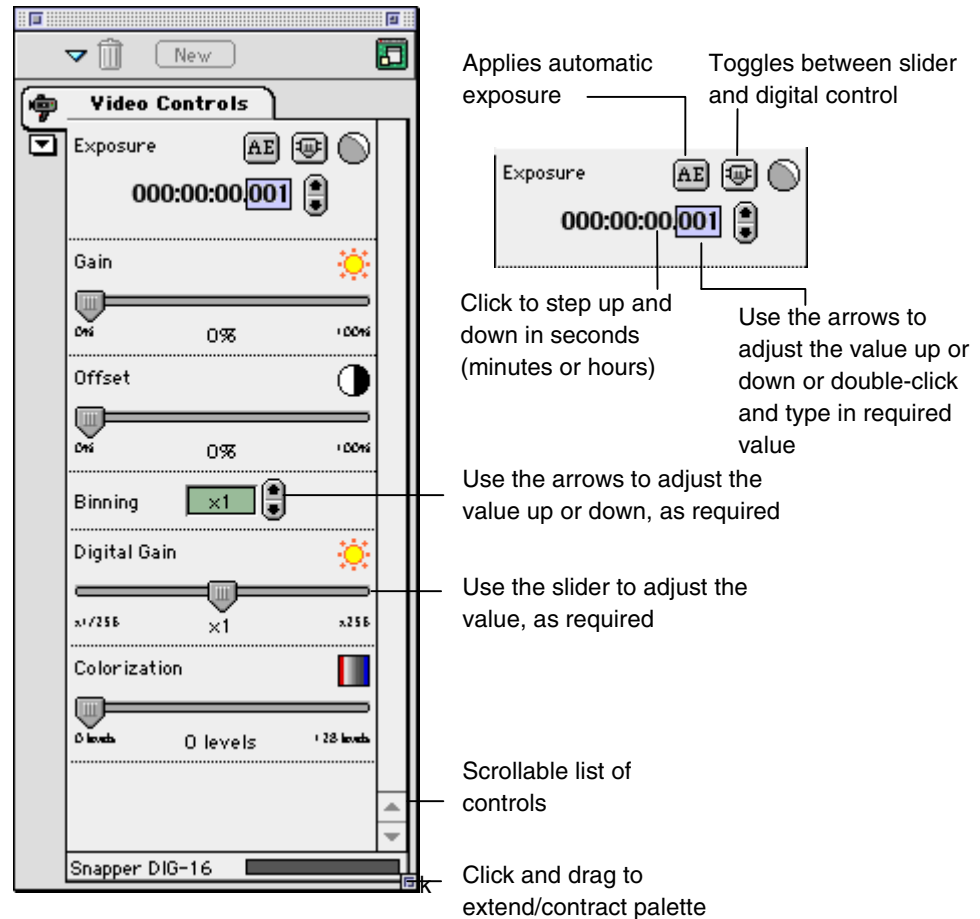 New
Video Controls
Exposure
AE
000:00:00.001
Gain
0%
0%
100%
Offset
0%
0%
100%
Binning
x1
Digital Gain
x1/256
x1
x256
Colorization
0 levels
0 levels
128 levels
Snapper DIG-16
k
Applies automatic
exposure
Toggles between slider
and digital control
Exposure
AE
000:00:00.001
Click to step up and
down in seconds
(minutes or hours)
Use the arrows to
adjust the value up or
down or double-click
and type in required
value
Use the arrows to adjust the
value up or down, as required
Use the slider to adjust the
value, as required
Scrollable list of
controls
Click and drag to
extend/contract palette